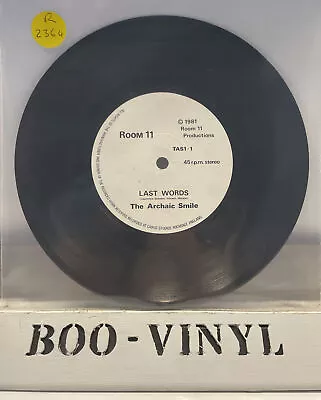 R
2364
ROOM 11
© 1981
Room 11
Productions
TAS1 1
45 r.p.m. stereo
LAST WORDS
The Archaic Smile
BOO-VINYL